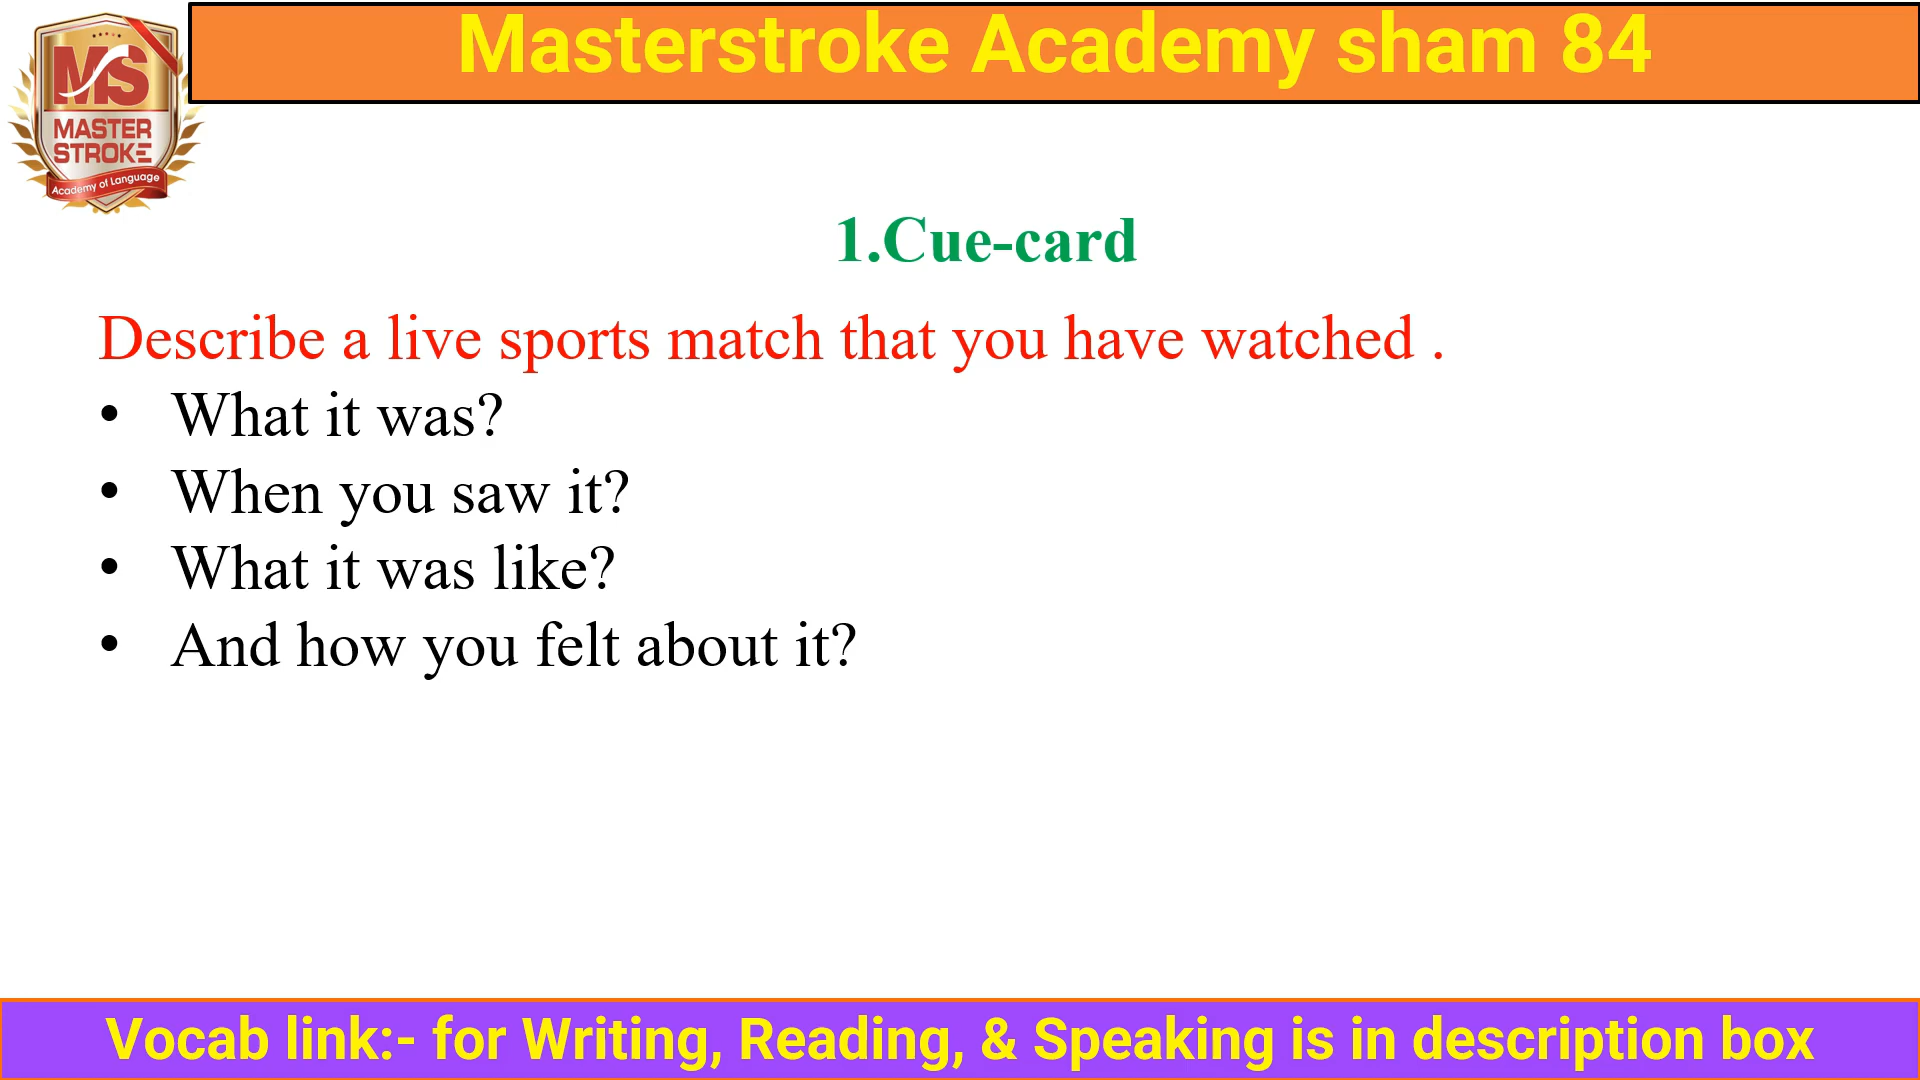 Masterstroke Academy sham 84
MS
MASTER
STROKE
Academy of Language
1.Cue-card
Describe a live sports match that you have watched .
• What it was?
• When you saw it?
• What it was like?
• And how you felt about it?
Vocab link:- for Writing, Reading, & Speaking is in description box